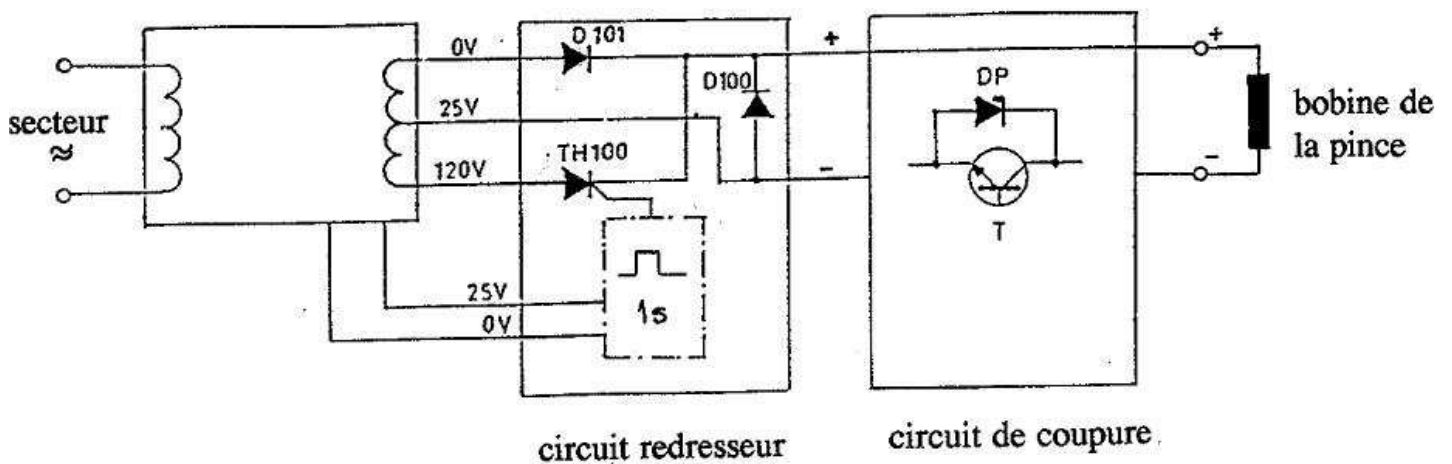 0V
D101
+
+
D100
DP
secteur
≈
25V
bobine de
la pince
120V
TH100
−
−
T
25V
1s
0V
circuit redresseur
circuit de coupure